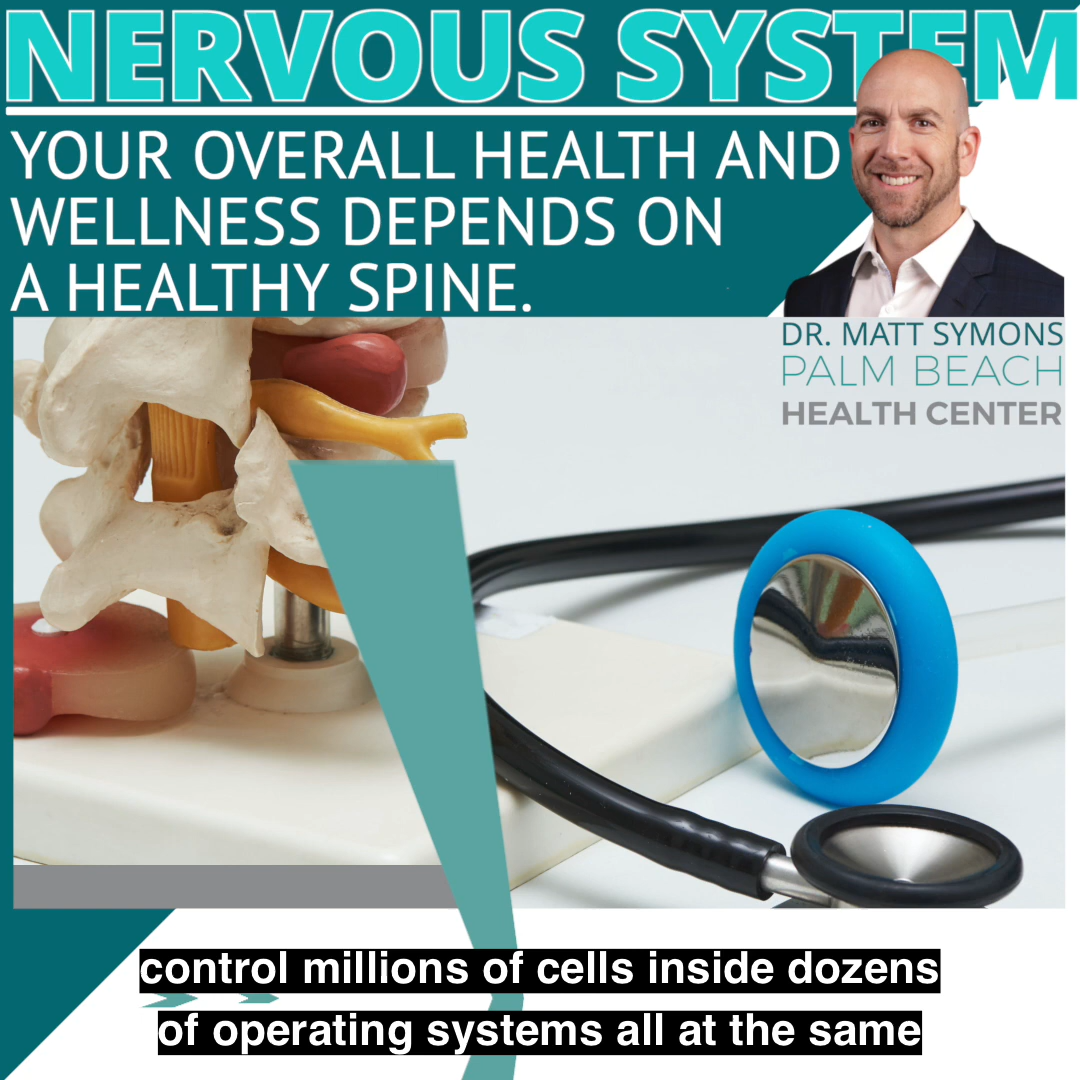 NERVOUS SYSTEM
YOUR OVERALL HEALTH AND
WELLNESS DEPENDS ON
A HEALTHY SPINE.
DR. MATT SYMONS
PALM BEACH
HEALTH CENTER
control millions of cells inside dozens
of operating systems all at the same